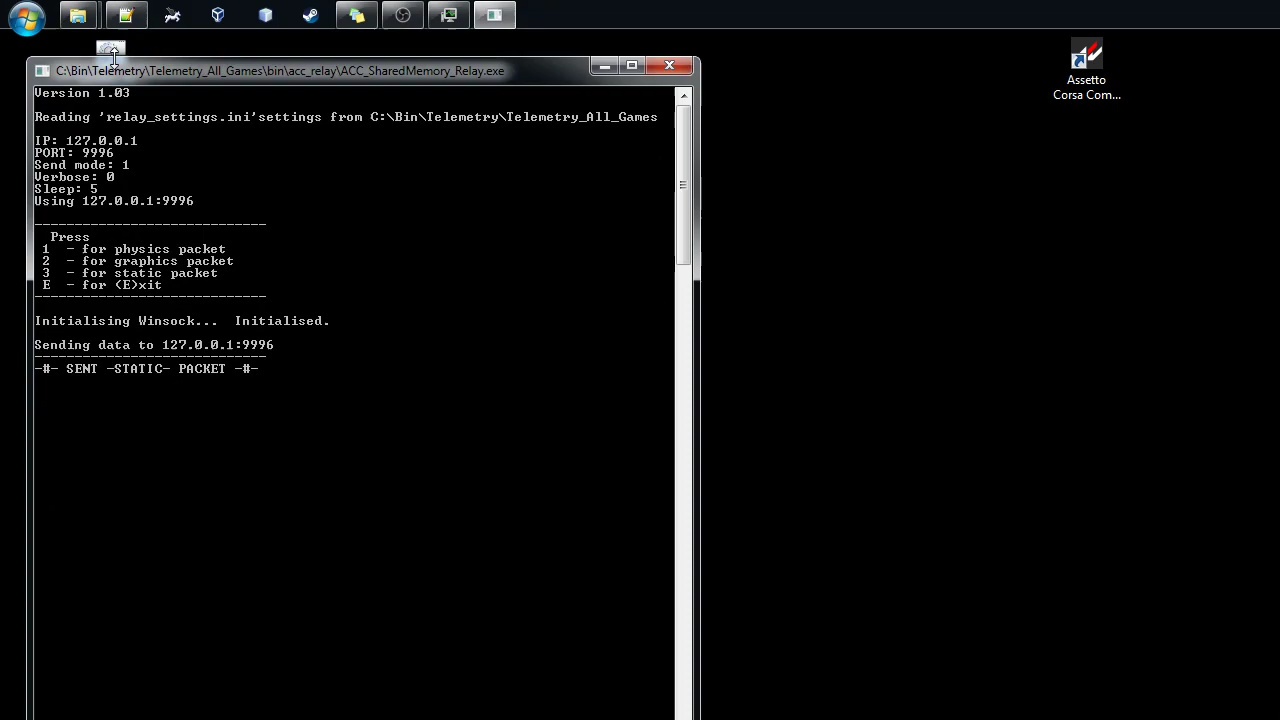 C:\Bin\Telemetry\Telemetry_All_Games\bin\acc_relay\ACC_SharedMemory_Relay.exe
Version 1.03
Reading 'relay_settings.ini'settings from C:\Bin\Telemetry\Telemetry_All_Games
IP: 127.0.0.1
PORT: 9996
Send mode: 1
Verbose: 0
Sleep: 5
Using 127.0.0.1:9996
-----------------------------
Press
1 - for physics packet
2 - for graphics packet
3 - for static packet
E - for (E)xit
-----------------------------
Initialising Winsock... Initialised.
Sending data to 127.0.0.1:9996
-----------------------------
-#- SENT -STATIC- PACKET -#-
Assetto
Corsa Com...